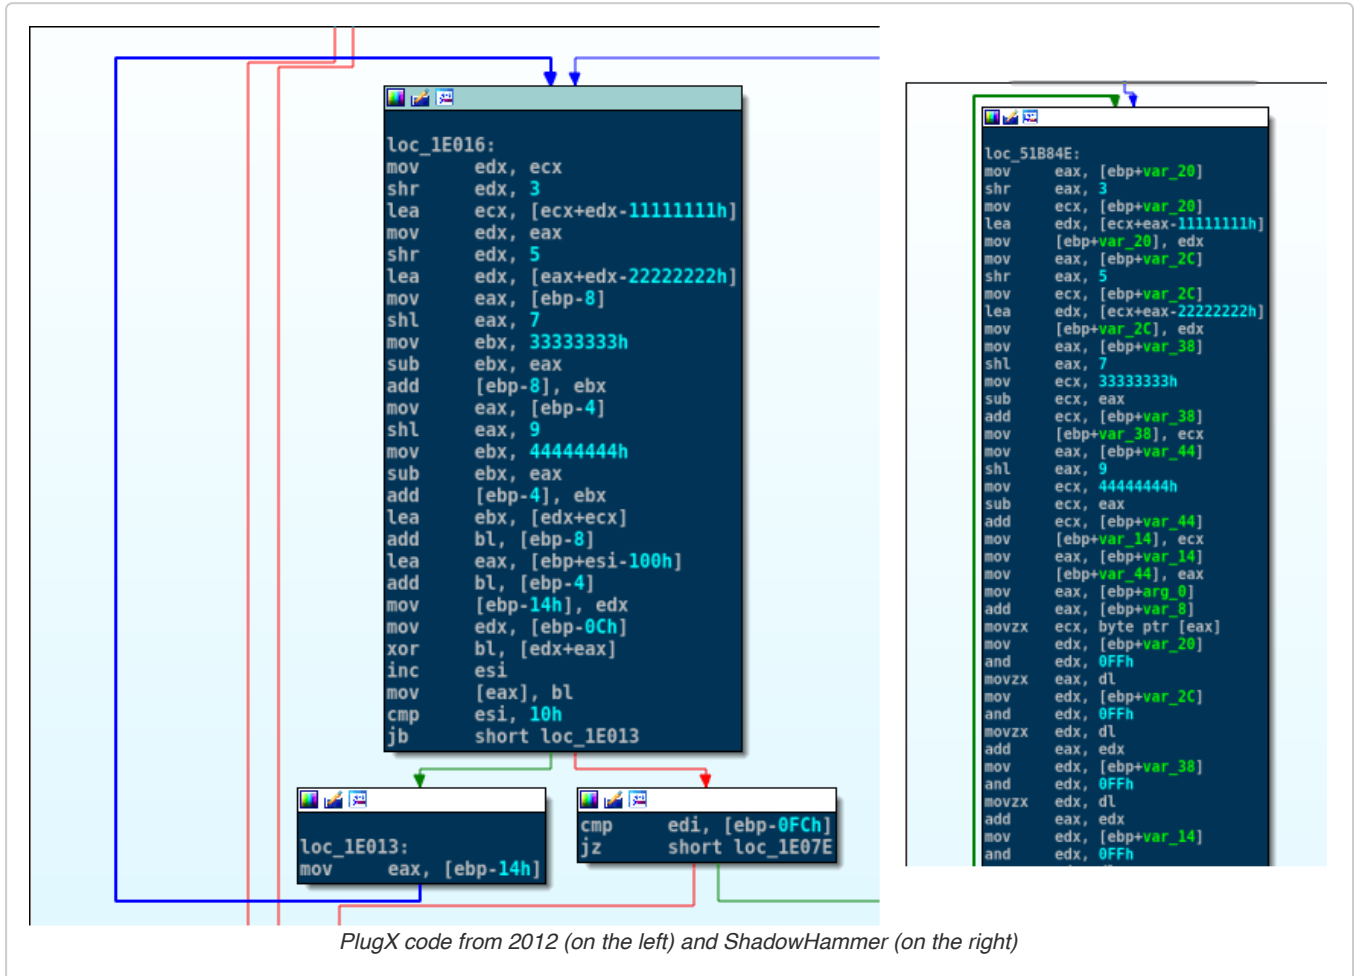 loc_1E016:
mov edx, ecx
shr edx, 3
lea ecx, [ecx+edx-11111111h]
mov edx, eax
shr edx, 5
lea edx, [eax+edx-22222222h]
mov eax, [ebp-8]
shl eax, 7
mov ebx, 33333333h
sub ebx, eax
add [ebp-8], ebx
mov eax, [ebp-4]
shl eax, 9
mov ebx, 44444444h
sub ebx, eax
add [ebp-4], ebx
lea ebx, [edx+ecx]
add bl, [ebp-8]
lea eax, [ebp+esi-100h]
add bl, [ebp-4]
mov [ebp-14h], edx
mov edx, [ebp-0Ch]
xor bl, [edx+eax]
inc esi
mov [eax], bl
cmp esi, 10h
jb short loc_1E013
loc_1E013:
mov eax, [ebp-14h]
cmp edi, [ebp-0FCh]
jz short loc_1E07E
loc_51B84E:
mov eax, [ebp+var_20]
shr eax, 3
mov ecx, [ebp+var_20]
lea edx, [ecx+eax-11111111h]
mov [ebp+var_20], edx
mov eax, [ebp+var_2C]
shr eax, 5
mov ecx, [ebp+var_2C]
lea edx, [ecx+eax-22222222h]
mov [ebp+var_2C], edx
mov eax, [ebp+var_38]
shl eax, 7
mov ecx, 33333333h
sub ecx, eax
add ecx, [ebp+var_38]
mov [ebp+var_38], ecx
mov eax, [ebp+var_44]
shl eax, 9
mov ecx, 44444444h
sub ecx, eax
add ecx, [ebp+var_44]
mov [ebp+var_14], ecx
mov eax, [ebp+var_14]
mov [ebp+var_44], eax
mov eax, [ebp+arg_0]
add eax, [ebp+var_8]
movzx ecx, byte ptr [eax]
mov edx, [ebp+var_20]
and edx, 0FFh
movzx eax, dl
mov edx, [ebp+var_2C]
and edx, 0FFh
movzx edx, dl
add eax, edx
mov edx, [ebp+var_38]
and edx, 0FFh
movzx edx, dl
add eax, edx
mov edx, [ebp+var_14]
and edx, 0FFh
PlugX code from 2012 (on the left) and ShadowHammer (on the right)